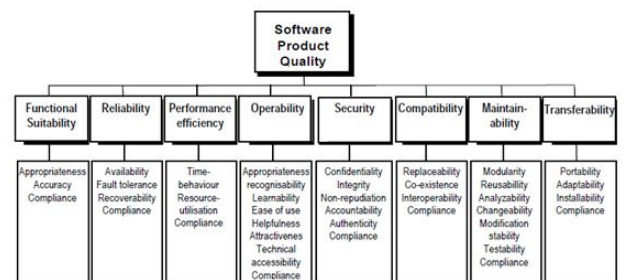 Software
Product
Quality
Functional
Suitability
Reliability
Performance
efficiency
Operability
Security
Compatibility
Maintain-
ability
Transferability
Appropriateness
Accuracy
Compliance
Availability
Fault tolerance
Recoverability
Compliance
Time-
behaviour
Resource-
utilisation
Compliance
Appropriateness
recognisability
Learnability
Ease of use
Helpfulness
Attractivenes
Technical
accessibility
Compliance
Confidentiality
Integrity
Non-repudiation
Accountability
Authenticity
Compliance
Replaceability
Co-existence
Interoperability
Compliance
Modularity
Reusability
Analyzability
Changeability
Modification
stability
Testability
Compliance
Portability
Adaptability
Installability
Compliance